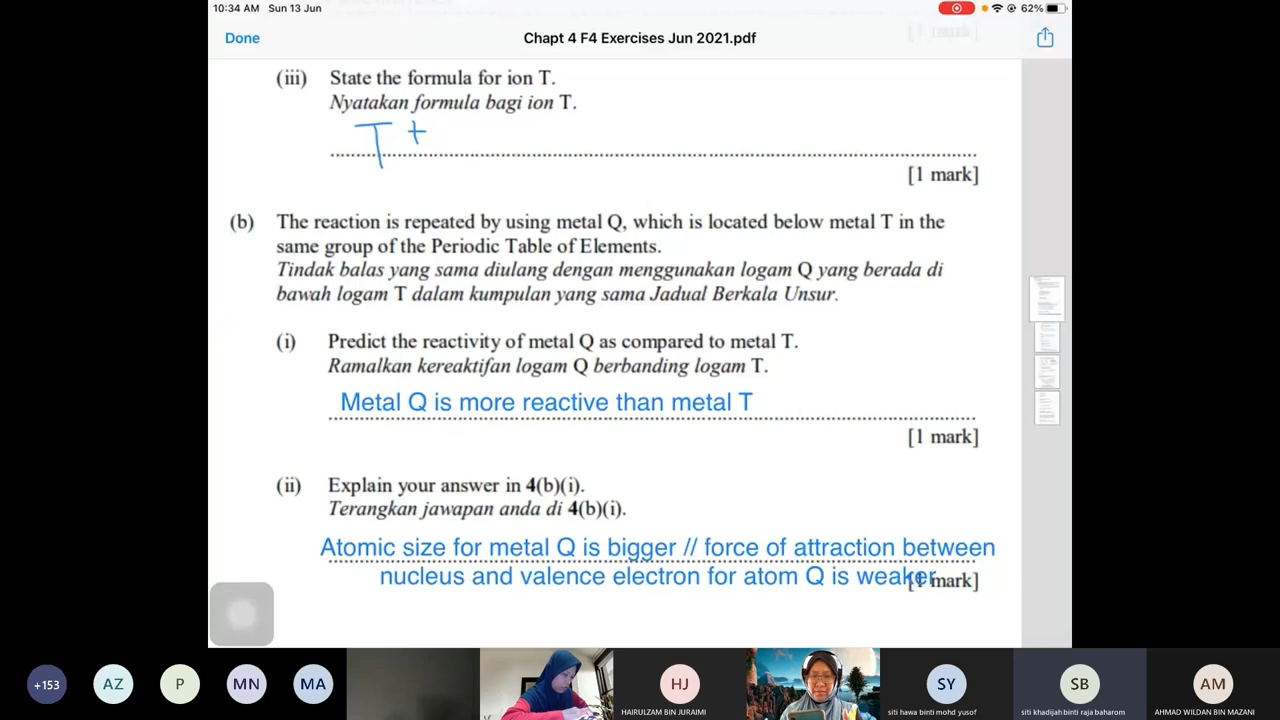 10:34 AM Sun 13 Jun
62%
Done
Chapt 4 F4 Exercises Jun 2021.pdf
[1 mark]
(iii) State the formula for ion T.
Nyatakan formula bagi ion T.
T+
[1 mark]
(b) The reaction is repeated by using metal Q, which is located below metal T in the
same group of the Periodic Table of Elements.
Tindak balas yang sama diulang dengan menggunakan logam Q yang berada di
bawah logam T dalam kumpulan yang sama Jadual Berkala Unsur.
(i) Predict the reactivity of metal Q as compared to metal T.
Ramalkan kereaktifan logam Q berbanding logam T.
Metal Q is more reactive than metal T
[1 mark]
(ii) Explain your answer in 4(b)(i).
Terangkan jawapan anda di 4(b)(i).
Atomic size for metal Q is bigger // force of attraction between
nucleus and valence electron for atom Q is weaker
[1 mark]
+153 AZ P MN MA HJ SY SB AM
HAIRULZAM BIN JURAIMI
siti hawa binti mohd yusof
siti khadijah binti raja baharom
AHMAD WILDAN BIN MAZANI